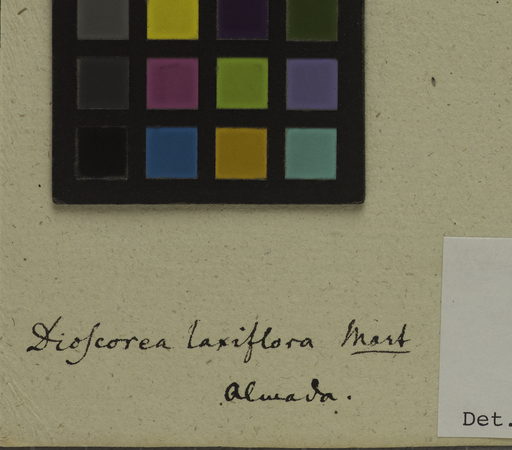 Dioſcorea laxiflora Mart
Almada.
Det.